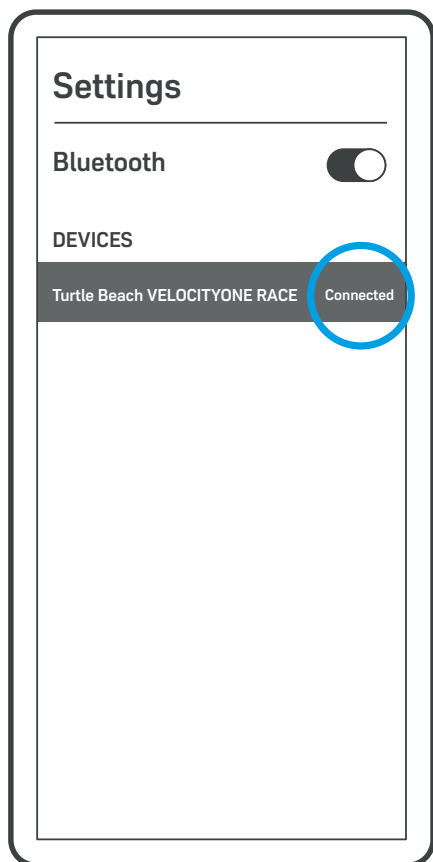 Settings
Bluetooth
DEVICES
Turtle Beach VELOCITYONE RACE Connected